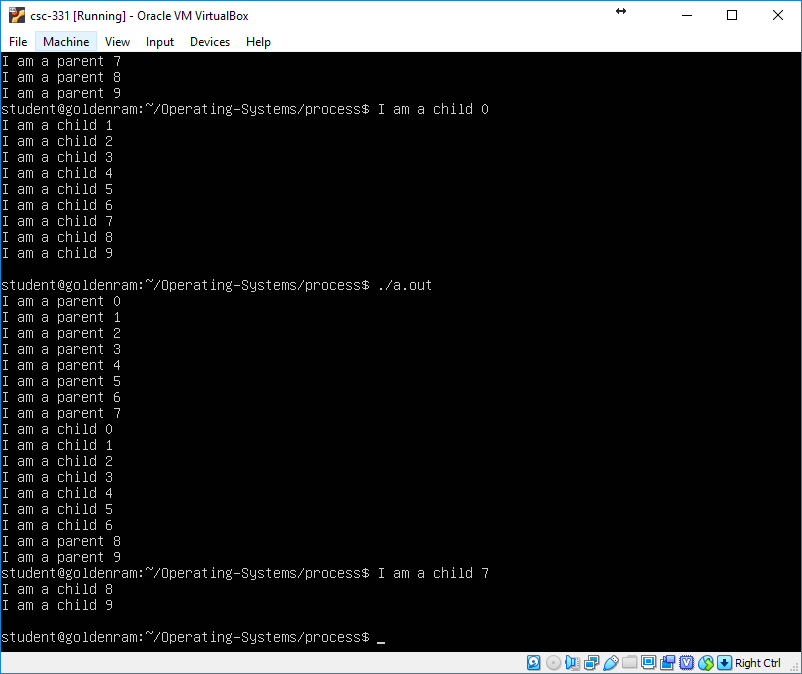 csc-331 [Running] - Oracle VM VirtualBox
File Machine View Input Devices Help
I am a parent 7
I am a parent 8
I am a parent 9
student@goldenram:~/Operating-Systems/process$ I am a child 0
I am a child 1
I am a child 2
I am a child 3
I am a child 4
I am a child 5
I am a child 6
I am a child 7
I am a child 8
I am a child 9
student@goldenram:~/Operating-Systems/process$ ./a.out
I am a parent 0
I am a parent 1
I am a parent 2
I am a parent 3
I am a parent 4
I am a parent 5
I am a parent 6
I am a parent 7
I am a child 0
I am a child 1
I am a child 2
I am a child 3
I am a child 4
I am a child 5
I am a child 6
I am a parent 8
I am a parent 9
student@goldenram:~/Operating-Systems/process$ I am a child 7
I am a child 8
I am a child 9
student@goldenram:~/Operating-Systems/process$ _
Right Ctrl